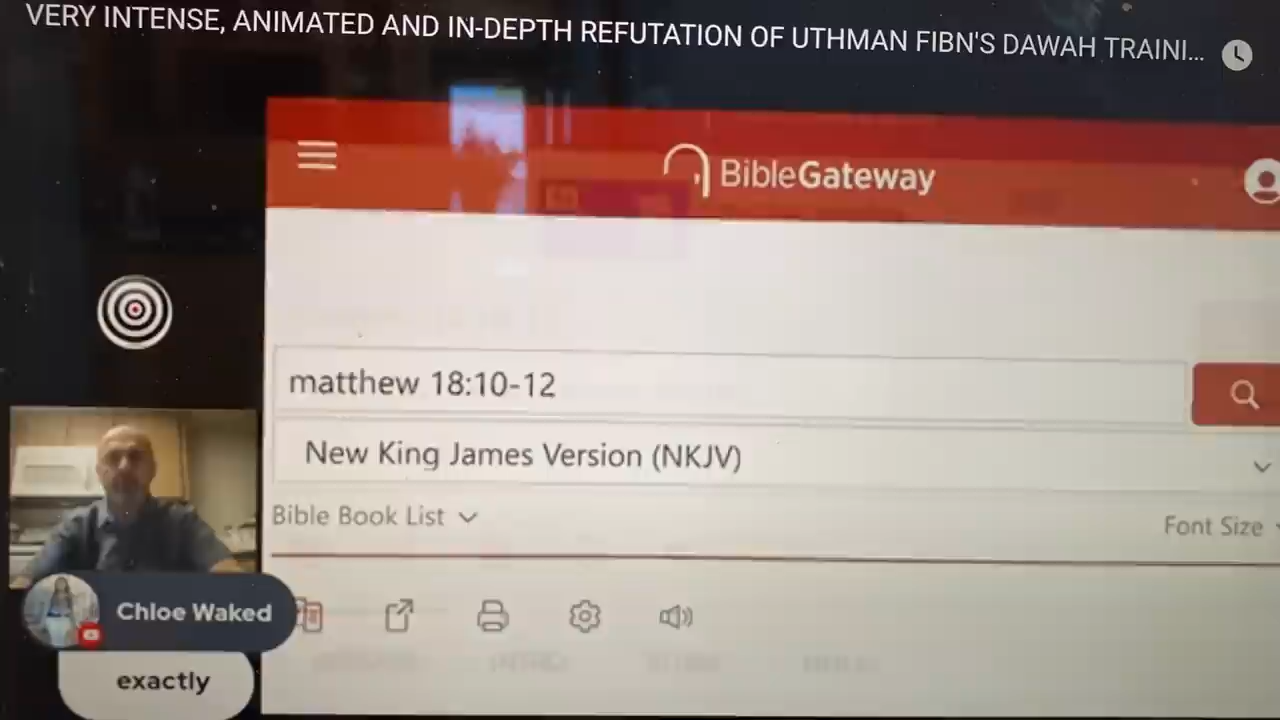 VERY INTENSE, ANIMATED AND IN-DEPTH REFUTATION OF UTHMAN FIBN'S DAWAH TRAINI...
BibleGateway
matthew 18:10-12
New King James Version (NKJV)
Bible Book List
Font Size
Chloe Waked
exactly